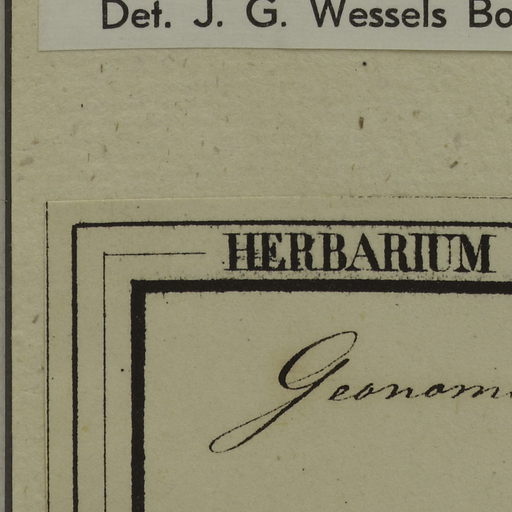 Det. J. G. Wessels Bo
HERBARIUM
Geonom